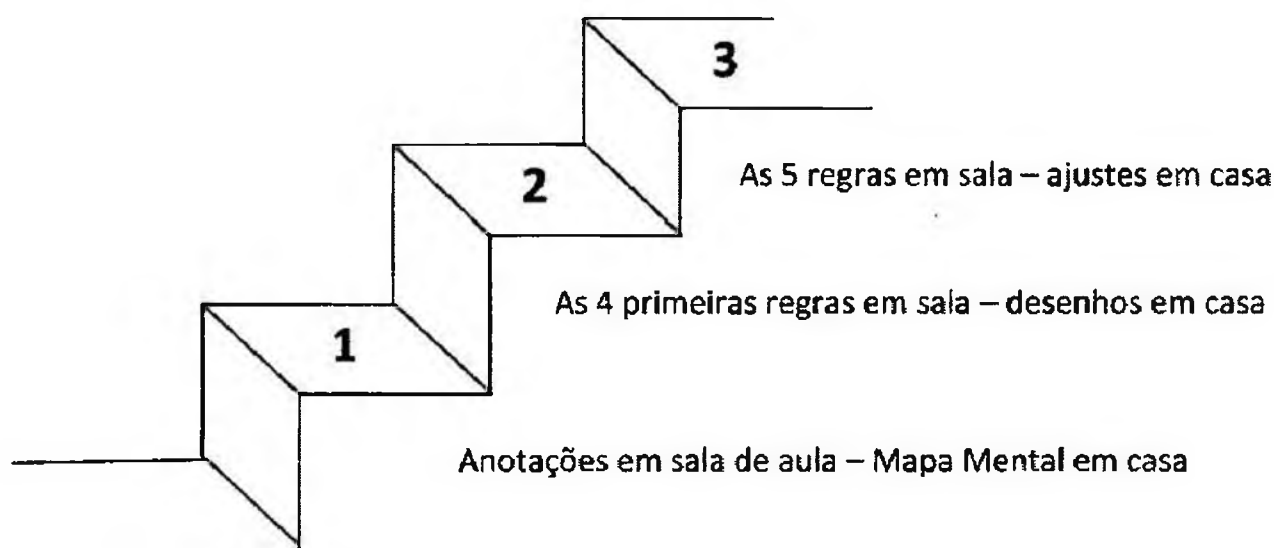 3
As 5 regras em sala – ajustes em casa
2
As 4 primeiras regras em sala – desenhos em casa
1
Anotações em sala de aula – Mapa Mental em casa